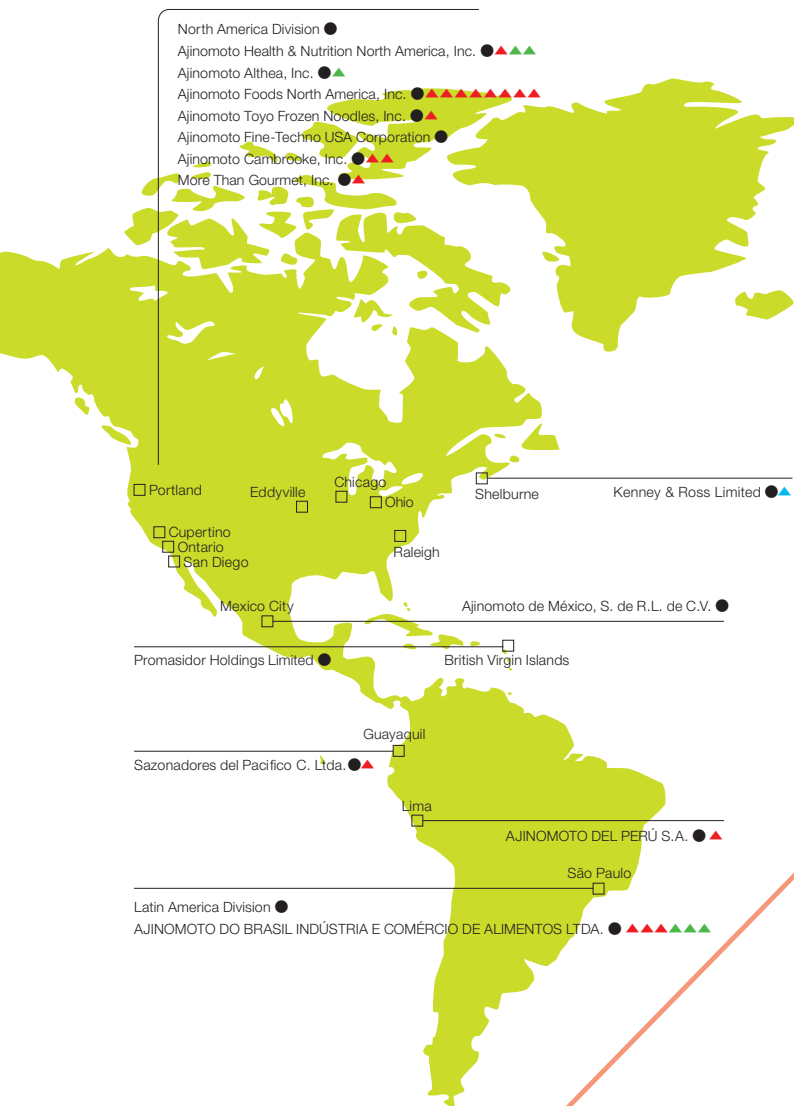 North America Division
Ajinomoto Health & Nutrition North America, Inc.
Ajinomoto Althea, Inc.
Ajinomoto Foods North America, Inc.
Ajinomoto Toyo Frozen Noodles, Inc.
Ajinomoto Fine-Techno USA Corporation
Ajinomoto Cambrooke, Inc.
More Than Gourmet, Inc.
Portland
Eddyville
Chicago
Ohio
Shelburne
Kenney & Ross Limited
Cupertino
Ontario
San Diego
Raleigh
Mexico City
Ajinomoto de México, S. de R.L. de C.V.
Promasidor Holdings Limited
British Virgin Islands
Guayaquil
Sazonadores del Pacifico C. Ltda.
Lima
AJINOMOTO DEL PERÚ S.A.
São Paulo
Latin America Division
AJINOMOTO DO BRASIL INDÚSTRIA E COMÉRCIO DE ALIMENTOS LTDA.